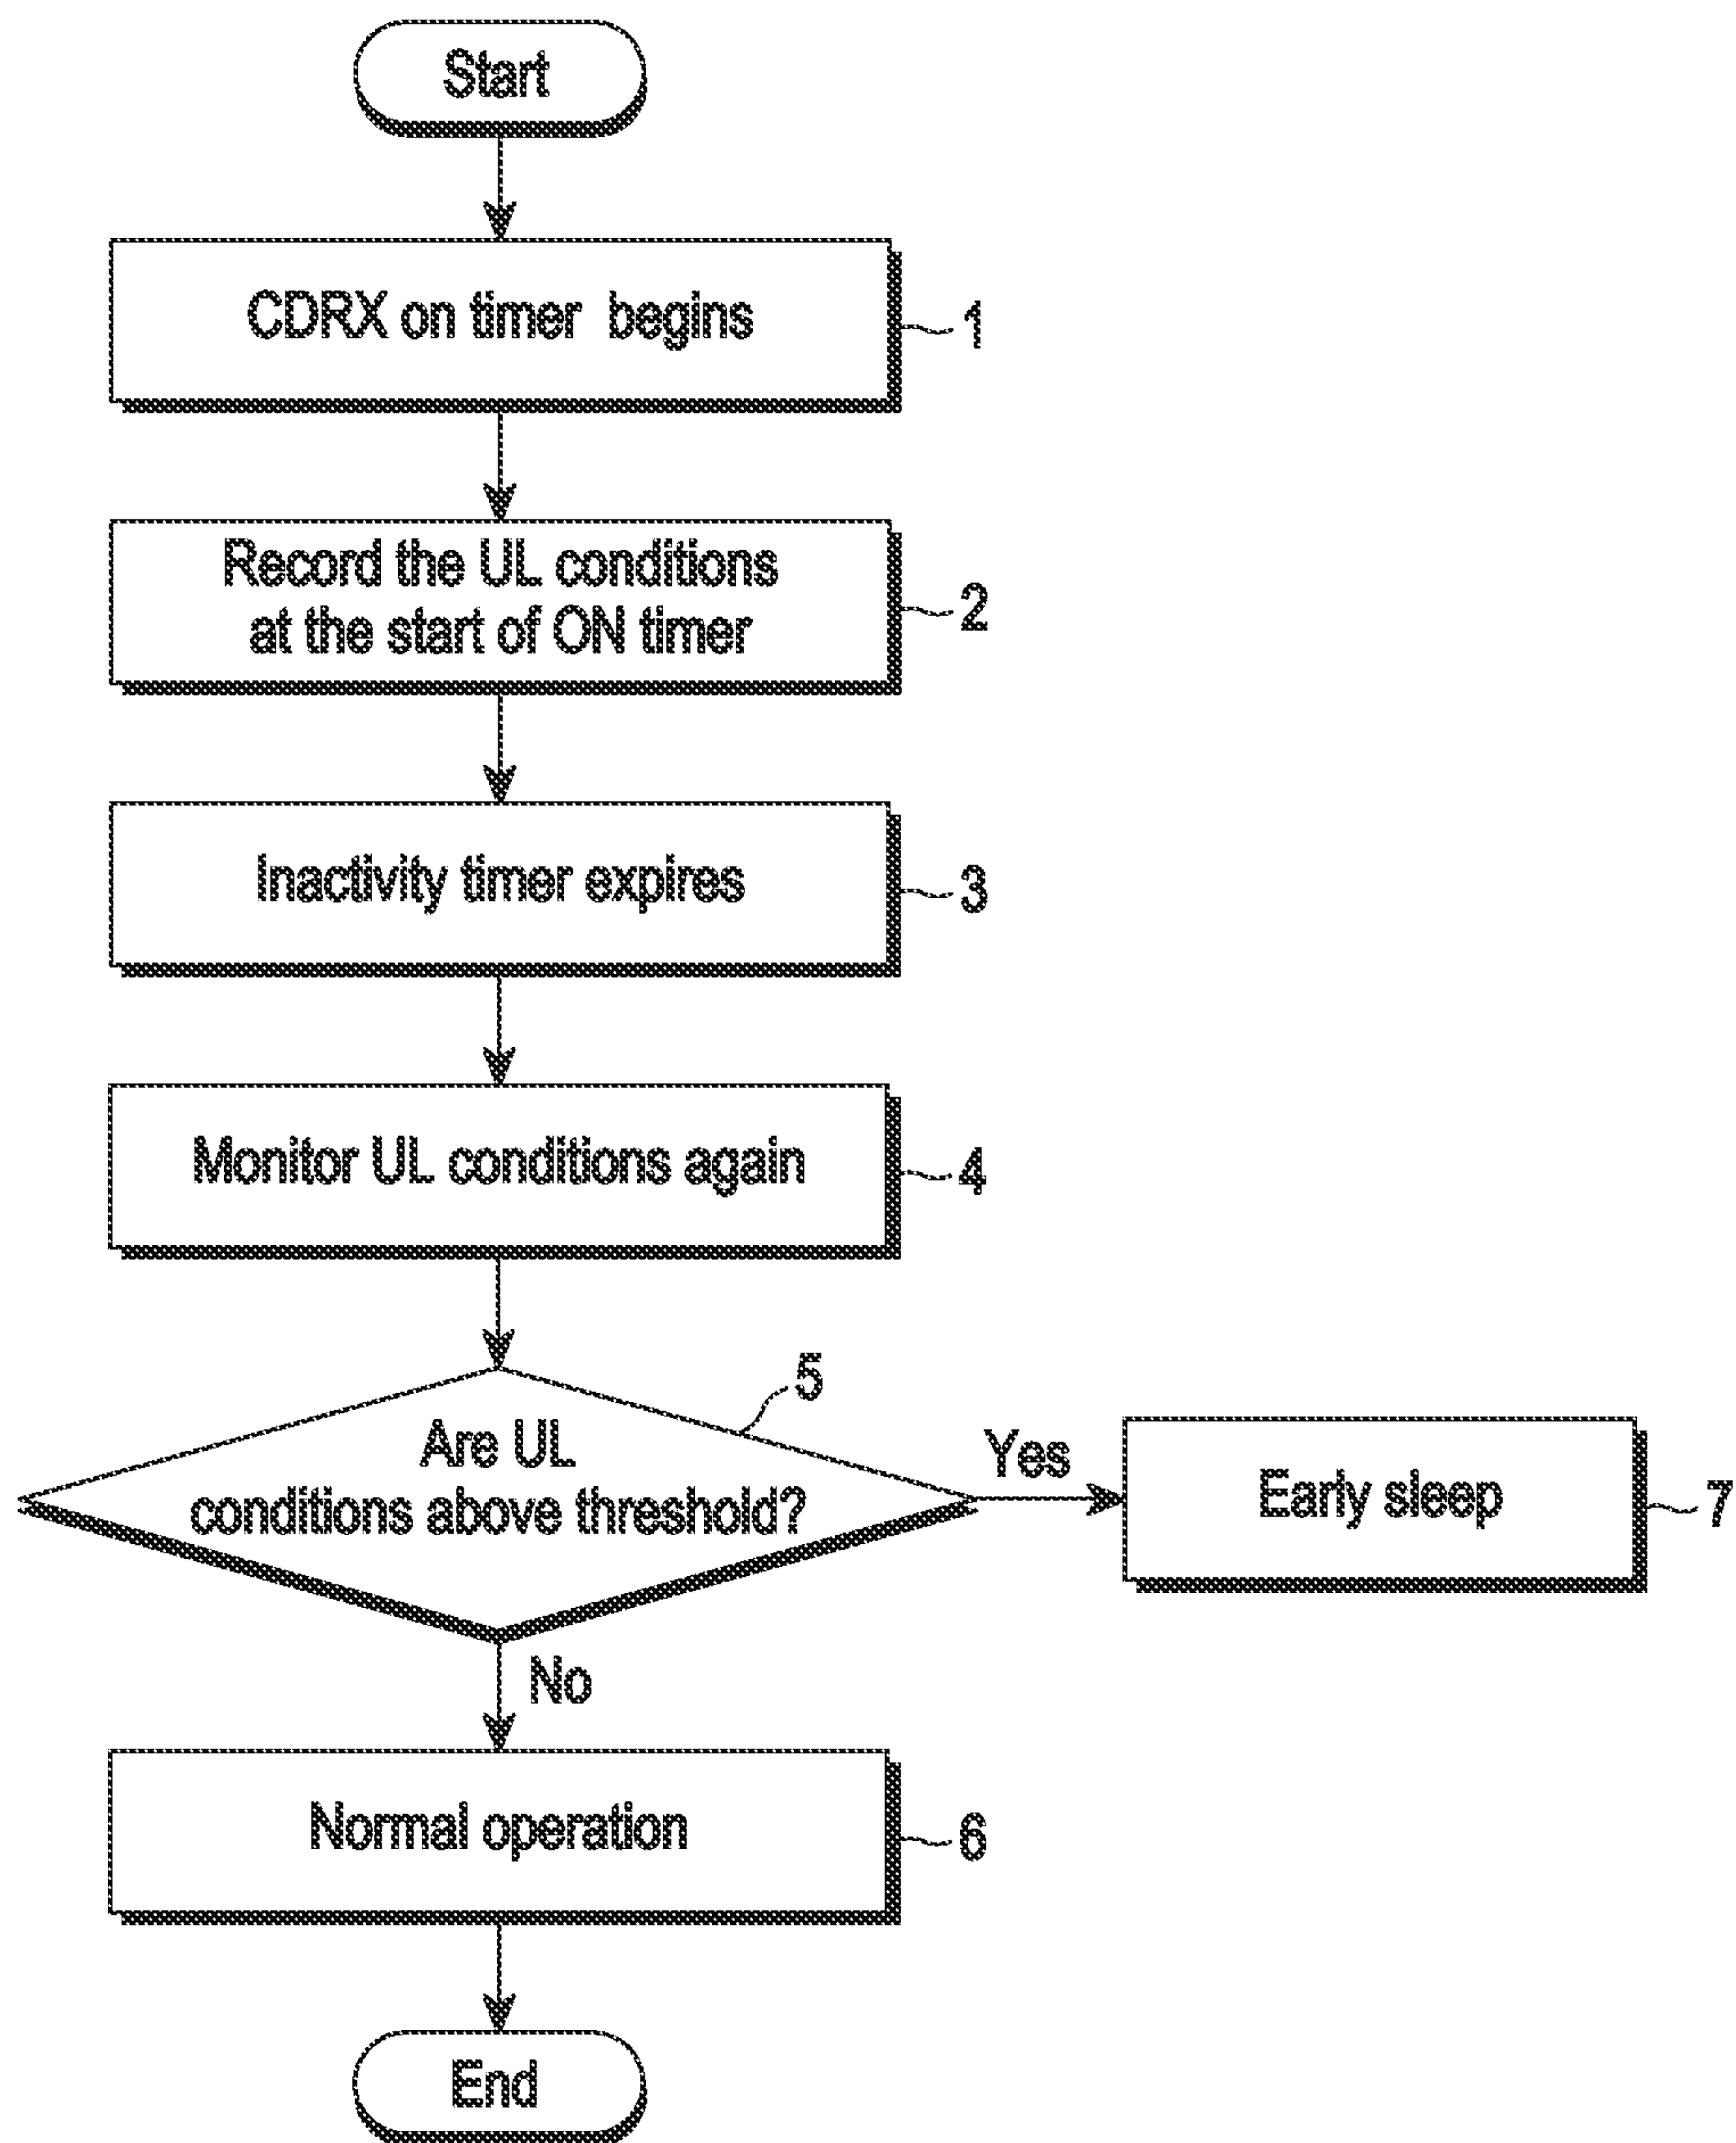 Start
CDRX on timer begins
1
Record the UL conditions
at the start of ON timer
2
Inactivity timer expires
3
Monitor UL conditions again
4
5
Are UL
conditions above threshold?
Yes
Early sleep
7
No
Normal operation
6
End